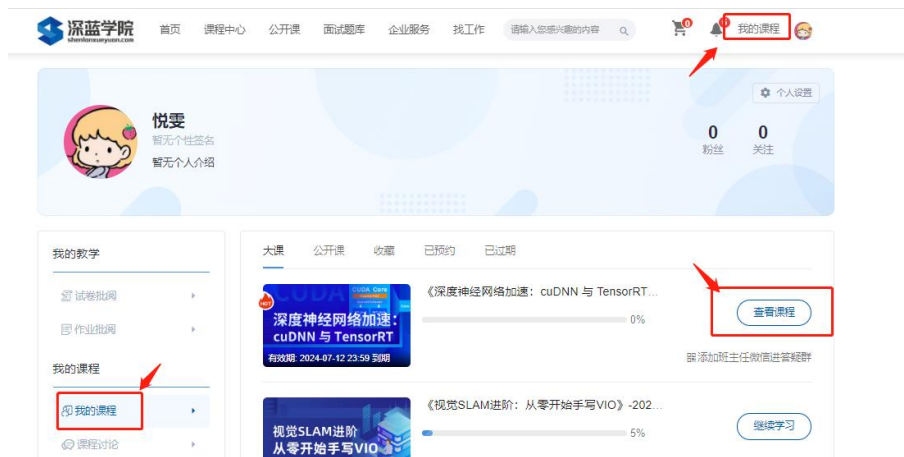 深蓝学院
shenlanxueyuan.com
首页 课程中心 公开课 面试题库 企业服务 找工作 请输入您感兴趣的内容 0 我的课程
个人设置
悦雯
暂无个性签名
暂无个人介绍
0 0
粉丝 关注
我的教学
试卷批阅
作业批阅
我的课程
我的课程
课程讨论
大课 公开课 收藏 已预约 已过期
HOT
CUDA Core
深度神经网络加速：
cuDNN 与 TensorRT
有效期: 2024-07-12 23:59 到期
《深度神经网络加速：cuDNN 与 TensorRT...
0%
查看课程
添加班主任微信进答疑群
视觉SLAM进阶
从零开始手写VIO
《视觉SLAM进阶：从零开始手写VIO》-202...
5%
继续学习